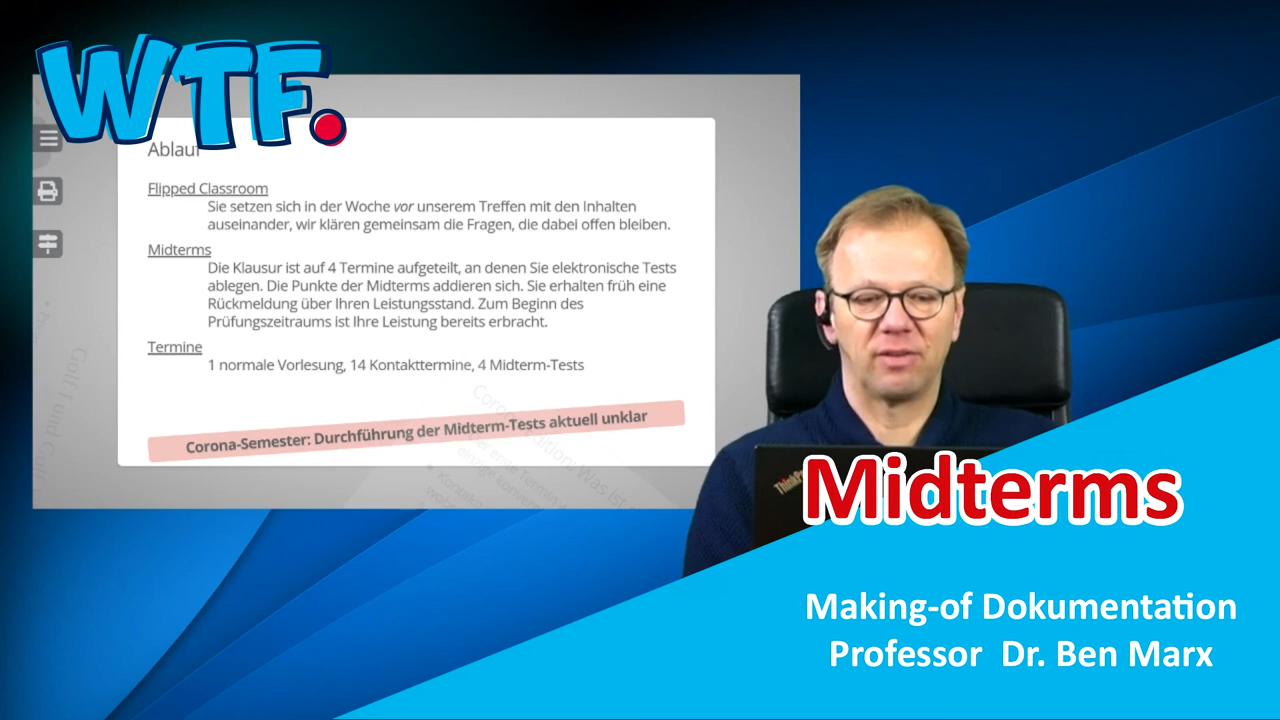 WTF.
Ablauf
Flipped Classroom
Sie setzen sich in der Woche vor unserem Treffen mit den Inhalten
auseinander, wir klären gemeinsam die Fragen, die dabei offen bleiben.
Midterms
Die Klausur ist auf 4 Termine aufgeteilt, an denen Sie elektronische Tests
ablegen. Die Punkte der Midterms addieren sich. Sie erhalten früh eine
Rückmeldung über Ihren Leistungsstand. Zum Beginn des
Prüfungszeitraums ist Ihre Leistung bereits erbracht.
Termine
1 normale Vorlesung, 14 Kontakttermine, 4 Midterm-Tests
Corona-Semester: Durchführung der Midterm-Tests aktuell unklar
Golf I und
Was ist
Midterms
Making-of Dokumentation
Professor Dr. Ben Marx